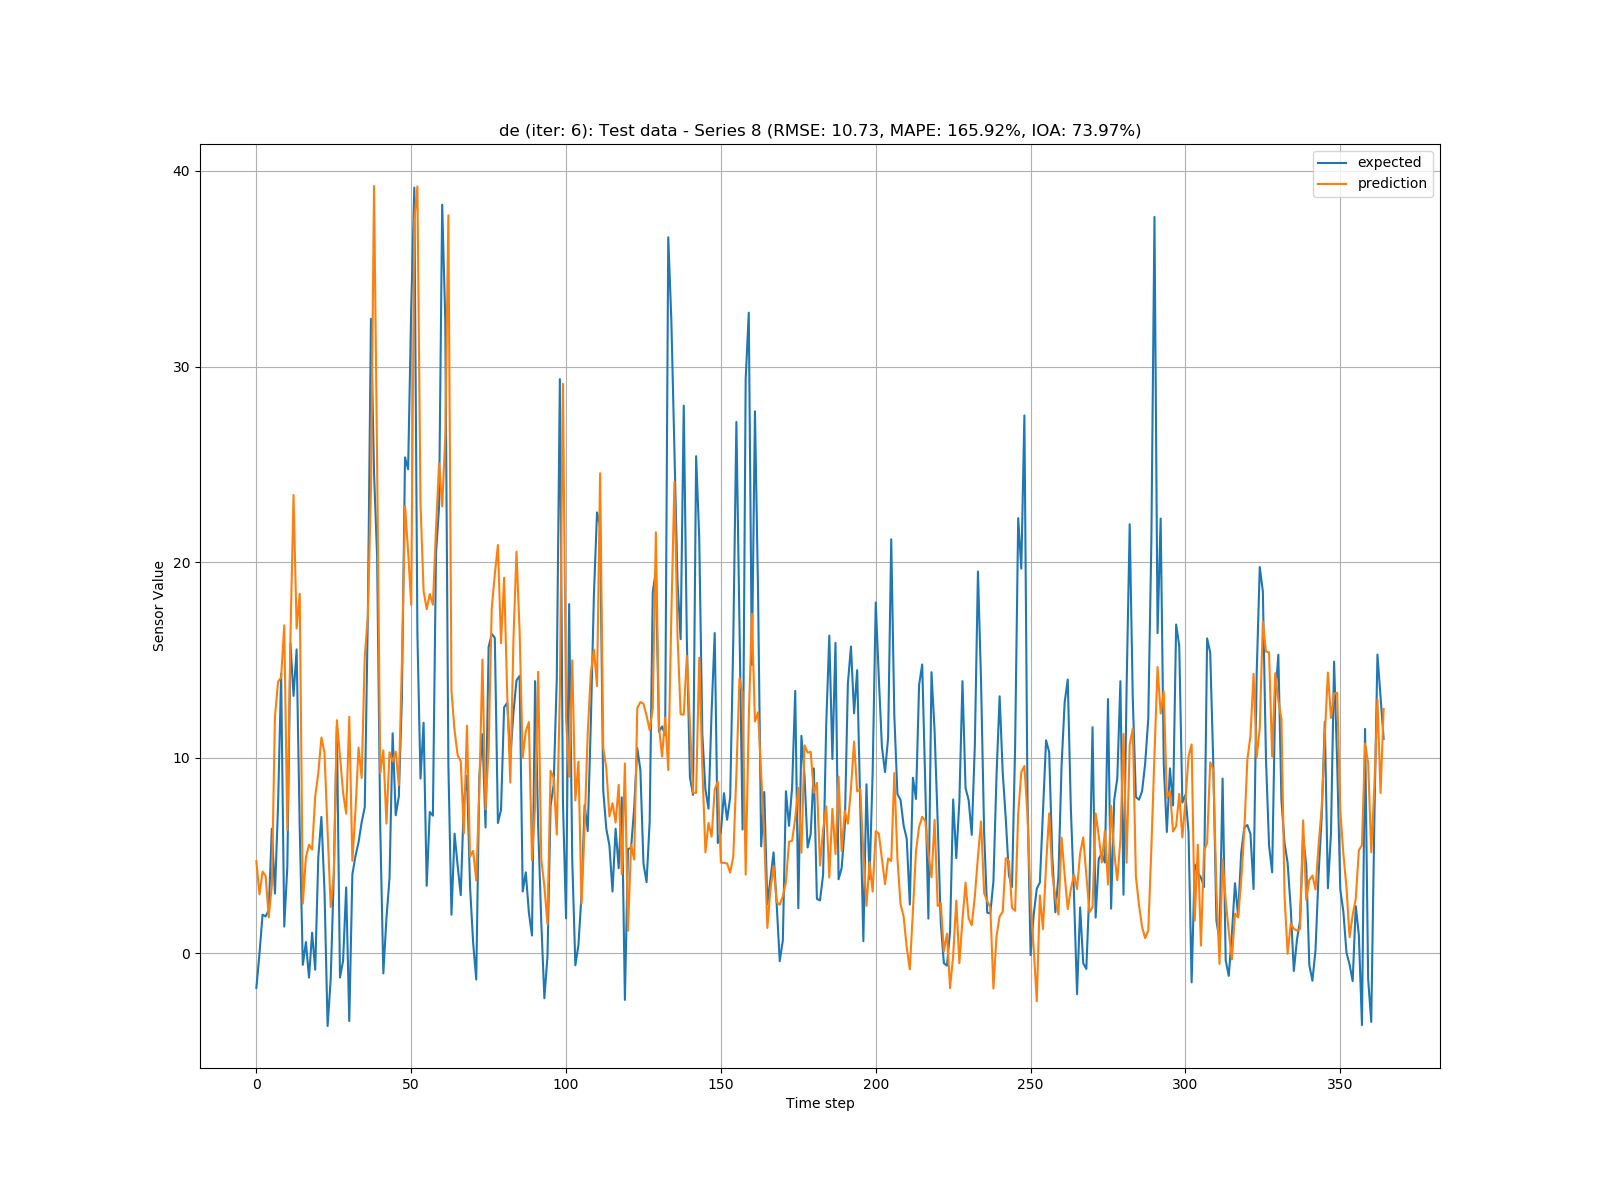 de (iter: 6): Test data - Series 8 (RMSE: 10.73, MAPE: 165.92%, IOA: 73.97%)
expected
prediction
40
30
20
10
0
Sensor Value
0 50 100 150 200 250 300 350
Time step